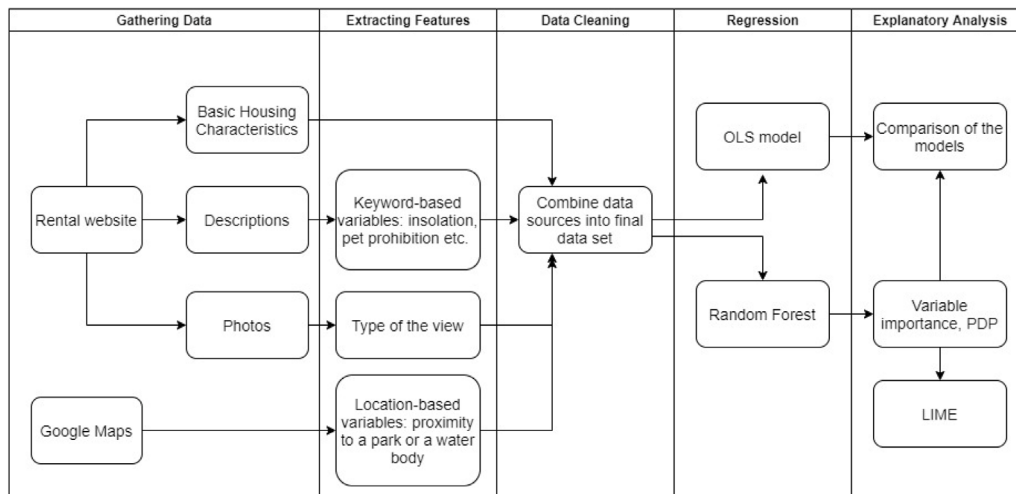 Gathering Data
Extracting Features
Data Cleaning
Regression
Explanatory Analysis
Basic Housing
Characteristics
Rental website
Descriptions
Photos
Google Maps
Keyword-based
variables: insolation,
pet prohibition etc.
Type of the view
Location-based
variables: proximity
to a park or a water
body
Combine data
sources into final
data set
OLS model
Random Forest
Comparison of the
models
Variable
importance, PDP
LIME